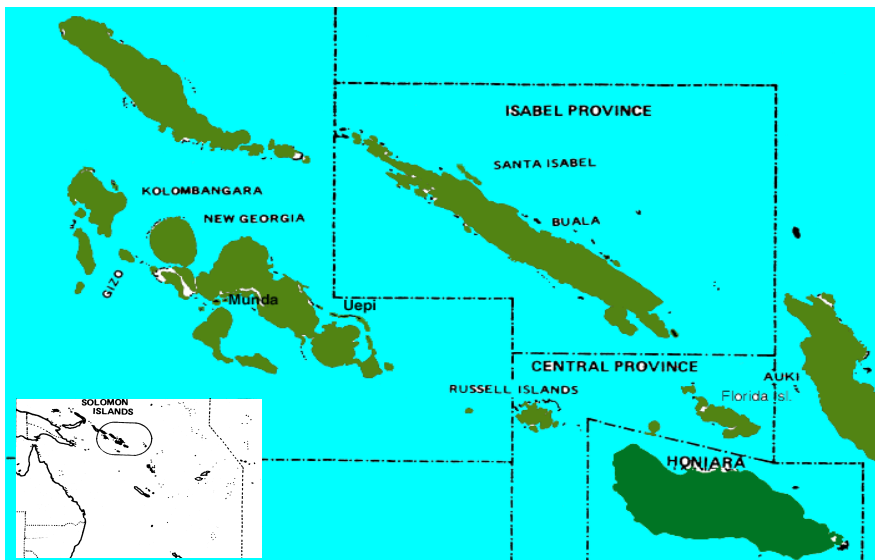 ISABEL PROVINCE
SANTA ISABEL
KOLOMBANGARA
NEW GEORGIA
BUALA
GIZO
Munda
Uepi
CENTRAL PROVINCE
AUKI
RUSSELL ISLANDS
Florida Isl.
SOLOMON
ISLANDS
HONIARA